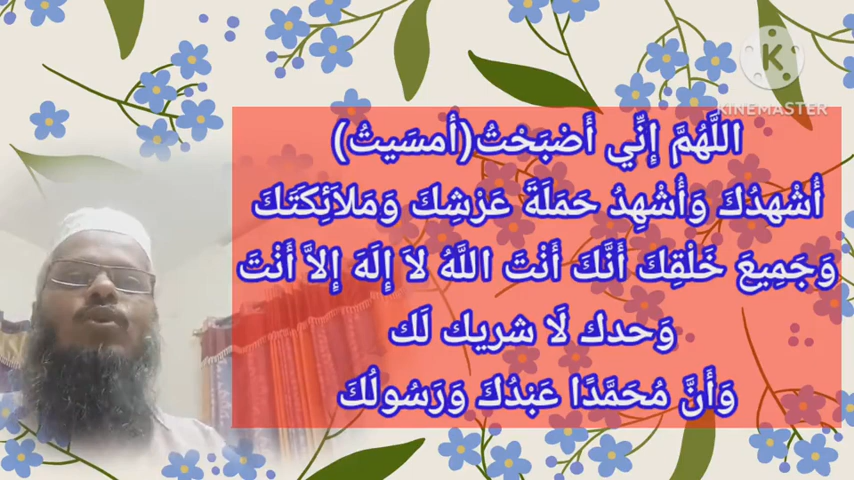 KINEMASTER
اللَّهُمَّ إِنِّي أَصْبَحْتُ(أمسَيتُ)
أُشْهِدُكَ وَأُشْهِدُ حَمَلَةَ عَرْشِكَ وَمَلاَئِكَتَكَ
وَجَمِيعَ خَلْقِكَ أَنَّكَ أَنْتَ اللَّهُ لاَ إِلَهَ إِلاَّ أَنْتَ
وَحدك لَا شريك لَك
وَأَنَّ مُحَمَّدًا عَبْدُكَ وَرَسُولُكَ